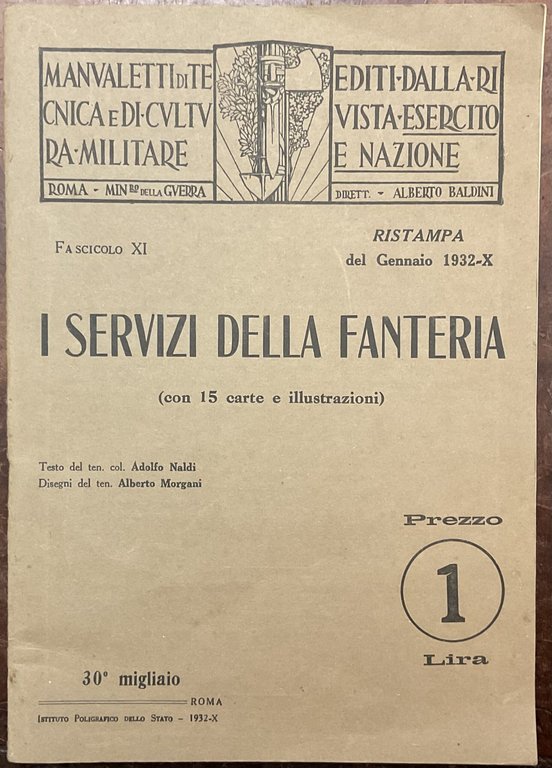 MANVALETTI DI TE
CNICA E DI CVLTV
RA MILITARE
ROMA - MIN.RO DELLA GVERRA
EDITI DALLA RI
VISTA ESERCITO
E NAZIONE
DIRETT. - ALBERTO BALDINI
FASCICOLO XI
RISTAMPA
del Gennaio 1932-X
I SERVIZI DELLA FANTERIA
(con 15 carte e illustrazioni)
Testo del ten. col. Adolfo Naldi
Disegni del ten. Alberto Morgani
Prezzo
1
Lira
30º migliaio
ROMA
ISTITUTO POLIGRAFICO DELLO STATO - 1932-X